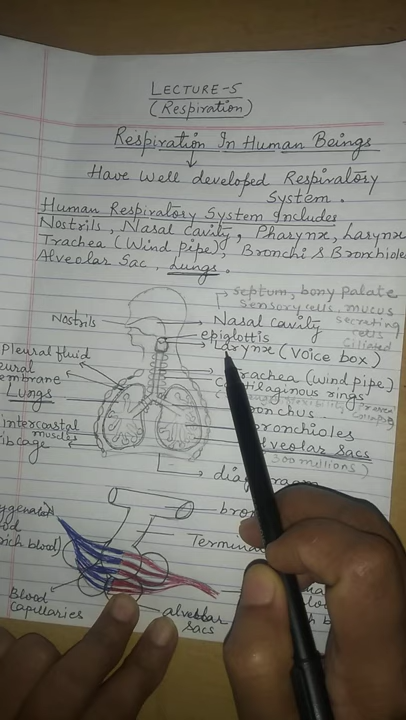 LECTURE-5
(Respiration)
Respiration In Human Beings
Have well developed Respiratory
System.
Human Respiratory System Includes
Nostrils, Nasal Cavity, Pharynx, Larynx
Trachea (Wind pipe), Bronchi & Bronchioles
Alveolar Sac, Lungs.
septum, bony palate
Sensory cells, mucus
secreting
cells
Ciliated
Nostrils
Nasal cavity
epiglottis
Larynx (Voice box)
Pleural fluid
membrane
Trachea (wind pipe)
Cartilaginous rings
Lungs
bronchus
bronchioles
intercostal
muscles
ribcage
Alveolar Sacs
(300 millions)
diaphragm
rich blood)
Blood
Capillaries
alveolar
sacs